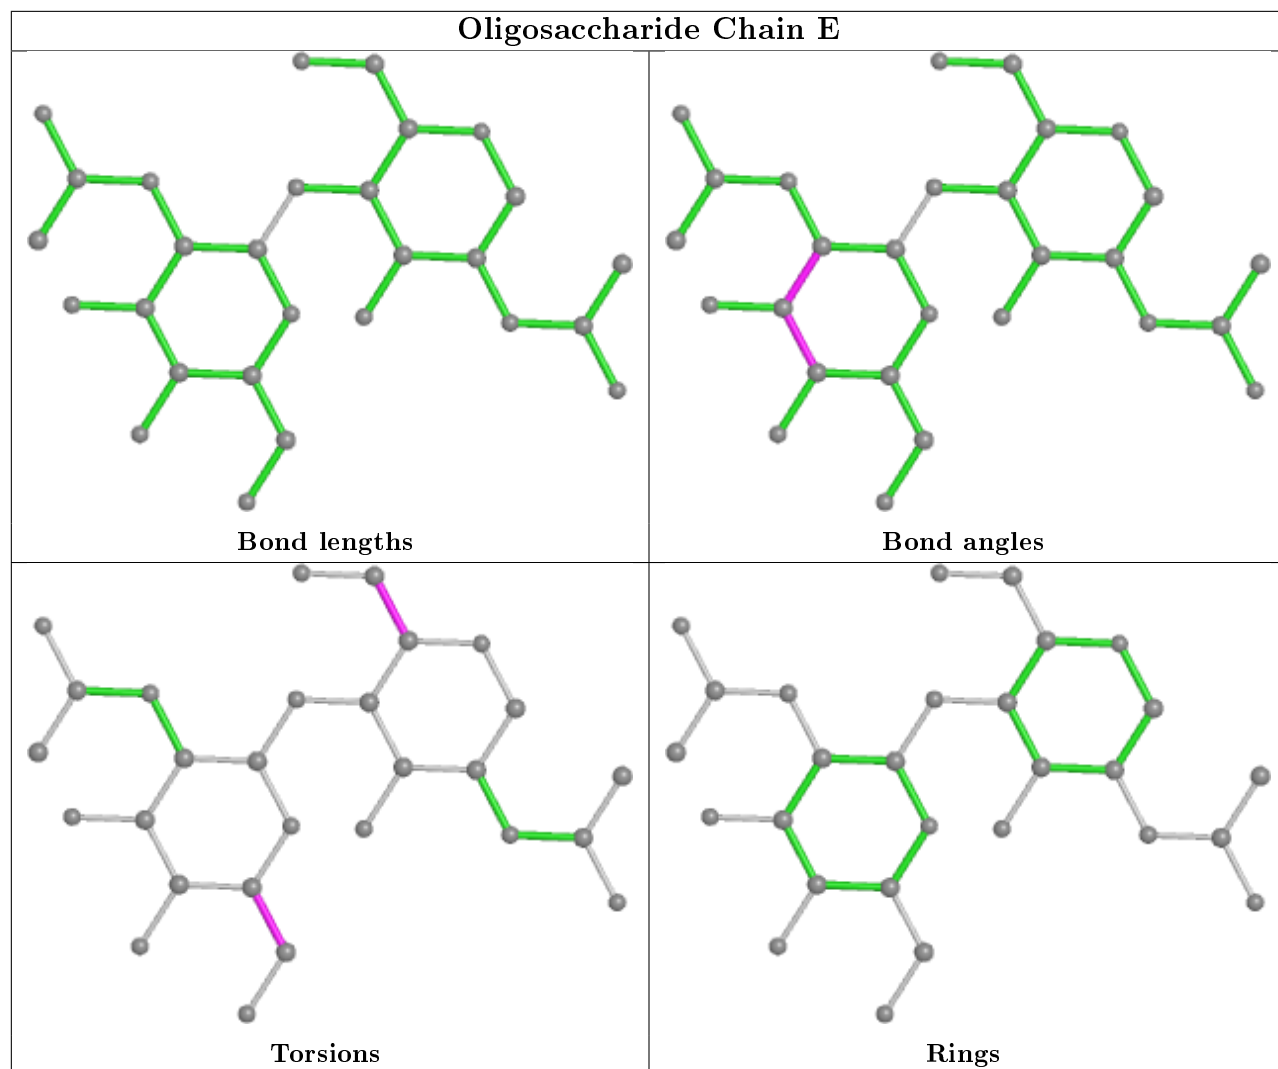 Oligosaccharide Chain E
Bond lengths
Bond angles
Torsions
Rings